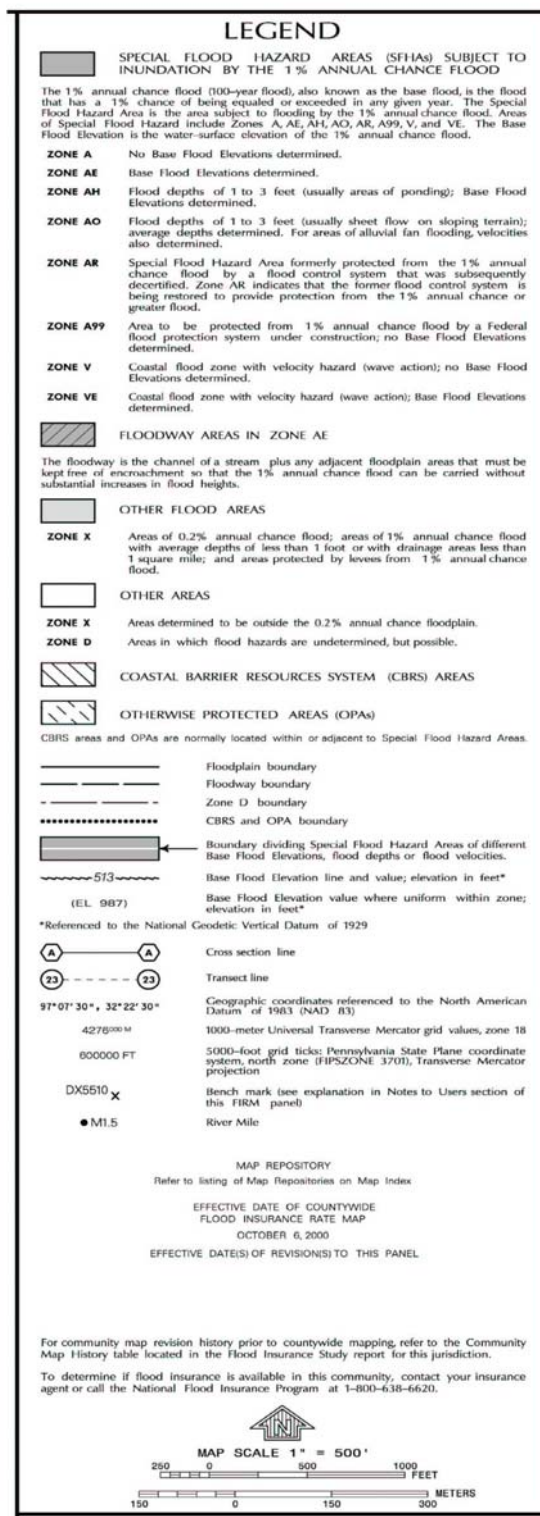 LEGEND
SPECIAL FLOOD HAZARD AREAS (SFHAs) SUBJECT TO
INUNDATION BY THE 1% ANNUAL CHANCE FLOOD
The 1% annual chance flood (100–year flood), also known as the base flood, is the flood
that has a 1% chance of being equaled or exceeded in any given year. The Special
Flood Hazard Area is the area subject to flooding by the 1% annual chance flood. Areas
of Special Flood Hazard include Zones A, AE, AH, AO, AR, A99, V, and VE. The Base
Flood Elevation is the water–surface elevation of the 1% annual chance flood.
ZONE A No Base Flood Elevations determined.
ZONE AE Base Flood Elevations determined.
ZONE AH Flood depths of 1 to 3 feet (usually areas of ponding); Base Flood
Elevations determined.
ZONE AO Flood depths of 1 to 3 feet (usually sheet flow on sloping terrain);
average depths determined. For areas of alluvial fan flooding, velocities
also determined.
ZONE AR Special Flood Hazard Area formerly protected from the 1% annual
chance flood by a flood control system that was subsequently
decertified. Zone AR indicates that the former flood control system is
being restored to provide protection from the 1% annual chance or
greater flood.
ZONE A99 Area to be protected from 1% annual chance flood by a Federal
flood protection system under construction; no Base Flood Elevations
determined.
ZONE V Coastal flood zone with velocity hazard (wave action); no Base Flood
Elevations determined.
ZONE VE Coastal flood zone with velocity hazard (wave action); Base Flood Elevations
determined.
FLOODWAY AREAS IN ZONE AE
The floodway is the channel of a stream plus any adjacent floodplain areas that must be
kept free of encroachment so that the 1% annual chance flood can be carried without
substantial increases in flood heights.
OTHER FLOOD AREAS
ZONE X Areas of 0.2% annual chance flood; areas of 1% annual chance flood
with average depths of less than 1 foot or with drainage areas less than
1 square mile; and areas protected by levees from 1% annual chance
flood.
OTHER AREAS
ZONE X Areas determined to be outside the 0.2% annual chance floodplain.
ZONE D Areas in which flood hazards are undetermined, but possible.
COASTAL BARRIER RESOURCES SYSTEM (CBRS) AREAS
OTHERWISE PROTECTED AREAS (OPAs)
CBRS areas and OPAs are normally located within or adjacent to Special Flood Hazard Areas.
Floodplain boundary
Floodway boundary
Zone D boundary
CBRS and OPA boundary
Boundary dividing Special Flood Hazard Areas of different
Base Flood Elevations, flood depths or flood velocities.
513 Base Flood Elevation line and value; elevation in feet*
(EL 987) Base Flood Elevation value where uniform within zone;
elevation in feet*
*Referenced to the National Geodetic Vertical Datum of 1929
A A Cross section line
23 23 Transect line
97°07'30", 32°22'30" Geographic coordinates referenced to the North American
Datum of 1983 (NAD 83)
4276000 M 1000–meter Universal Transverse Mercator grid values, zone 18
600000 FT 5000–foot grid ticks: Pennsylvania State Plane coordinate
system, north zone (FIPSZONE 3701), Transverse Mercator
projection
DX5510 x Bench mark (see explanation in Notes to Users section of
this FIRM panel)
M1.5 River Mile
MAP REPOSITORY
Refer to listing of Map Repositories on Map Index
EFFECTIVE DATE OF COUNTYWIDE
FLOOD INSURANCE RATE MAP
OCTOBER 6, 2000
EFFECTIVE DATE(S) OF REVISION(S) TO THIS PANEL
For community map revision history prior to countywide mapping, refer to the Community
Map History table located in the Flood Insurance Study report for this jurisdiction.
To determine if flood insurance is available in this community, contact your insurance
agent or call the National Flood Insurance Program at 1–800–638–6620.
N
MAP SCALE 1" = 500'
250 0 500 1000
FEET
METERS
150 0 150 300